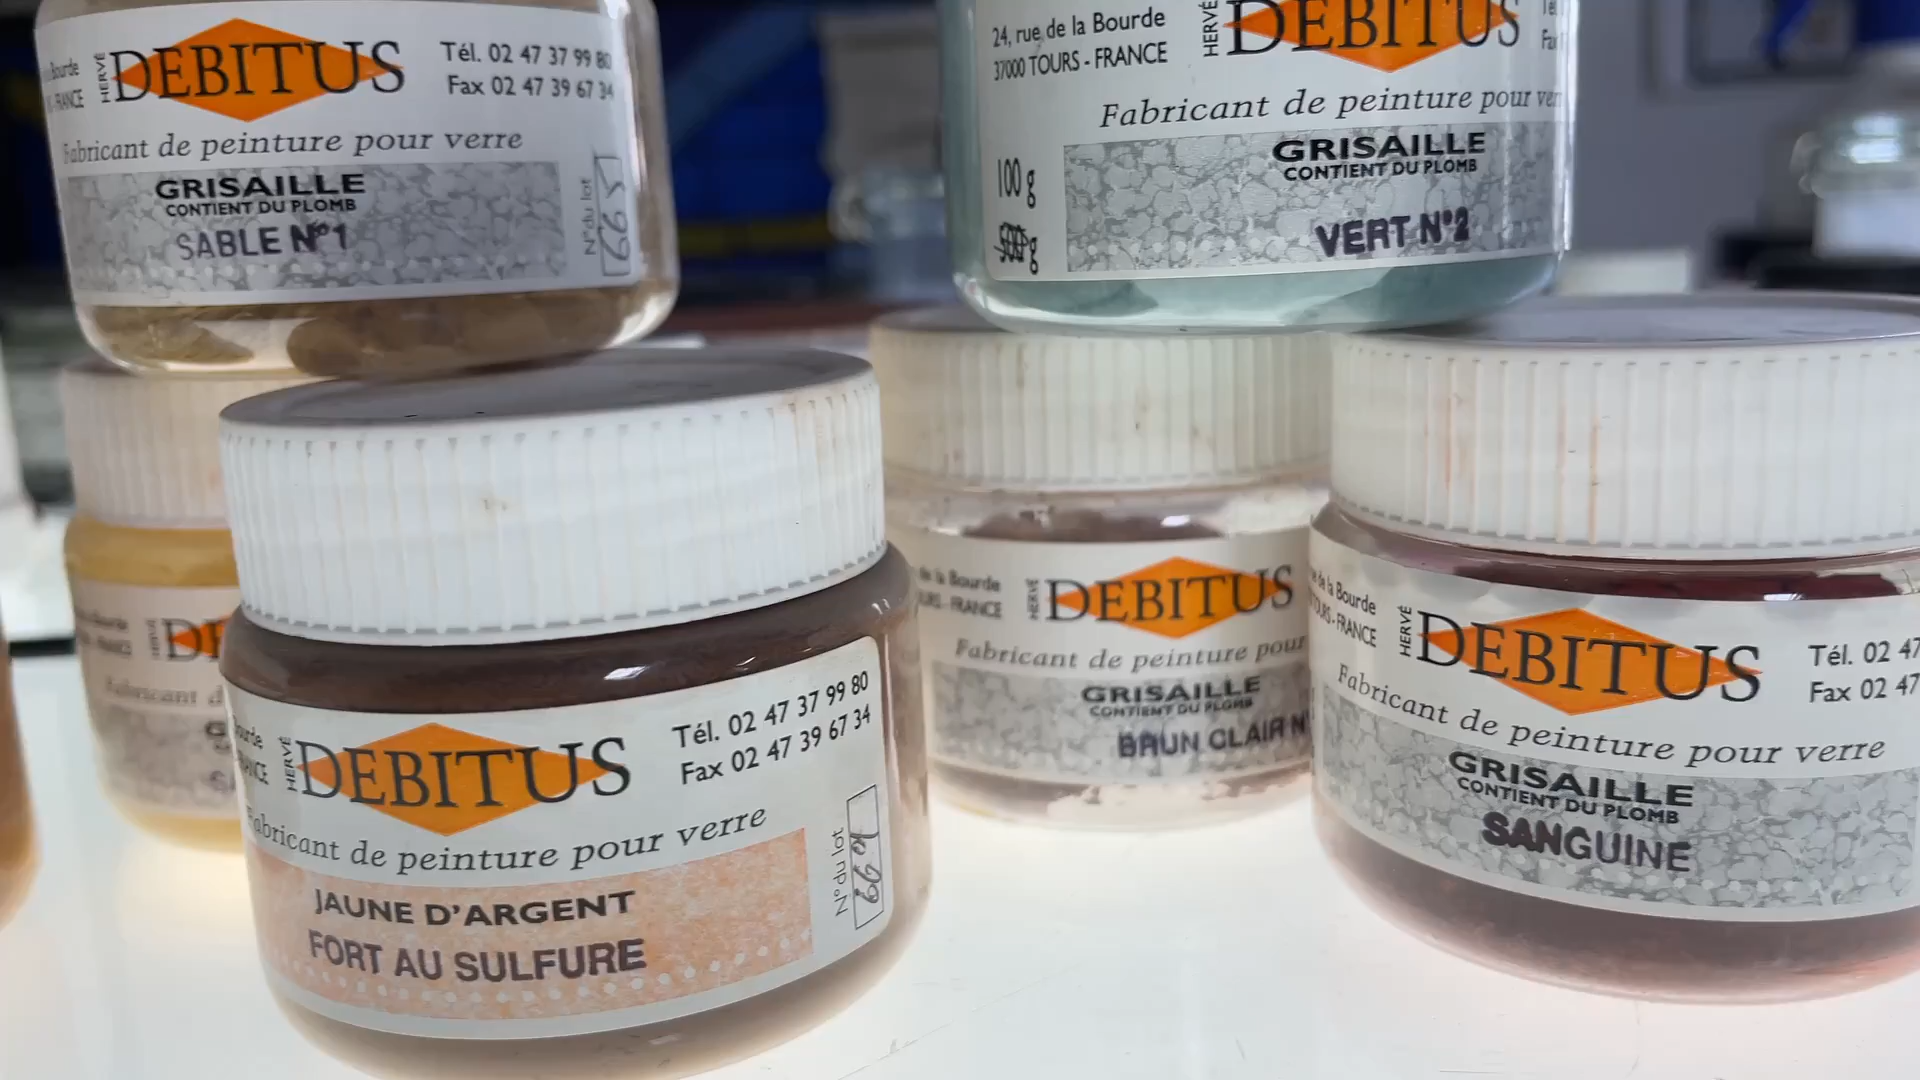 HERVÉ DEBITUS
Tél. 02 47 37 99 80
Fax 02 47 39 67 34
Bourde
FRANCE
Fabricant de peinture pour verre
GRISAILLE
CONTIENT DU PLOMB
SABLE N°1
N° du lot
24, rue de la Bourde
37000 TOURS - FRANCE
HERVÉ DEBITUS
Fabricant de peinture pour ver
100 g
500 g
GRISAILLE
CONTIENT DU PLOMB
VERT N°2
HERVÉ DE
Fabricant d
HERVÉ DEBITUS
Tél. 02 47 37 99 80
Fax 02 47 39 67 34
Fabricant de peinture pour verre
JAUNE D'ARGENT
FORT AU SULFURE
N° du lot
de la Bourde
FRANCE
HERVÉ DEBITUS
Fabricant de peinture pour
GRISAILLE
CONTIENT DU PLOMB
BRUN CLAIR N°
de la Bourde
TOURS - FRANCE
HERVÉ DEBITUS
Tél. 02 47
Fax 02 47
Fabricant de peinture pour verre
GRISAILLE
CONTIENT DU PLOMB
SANGUINE